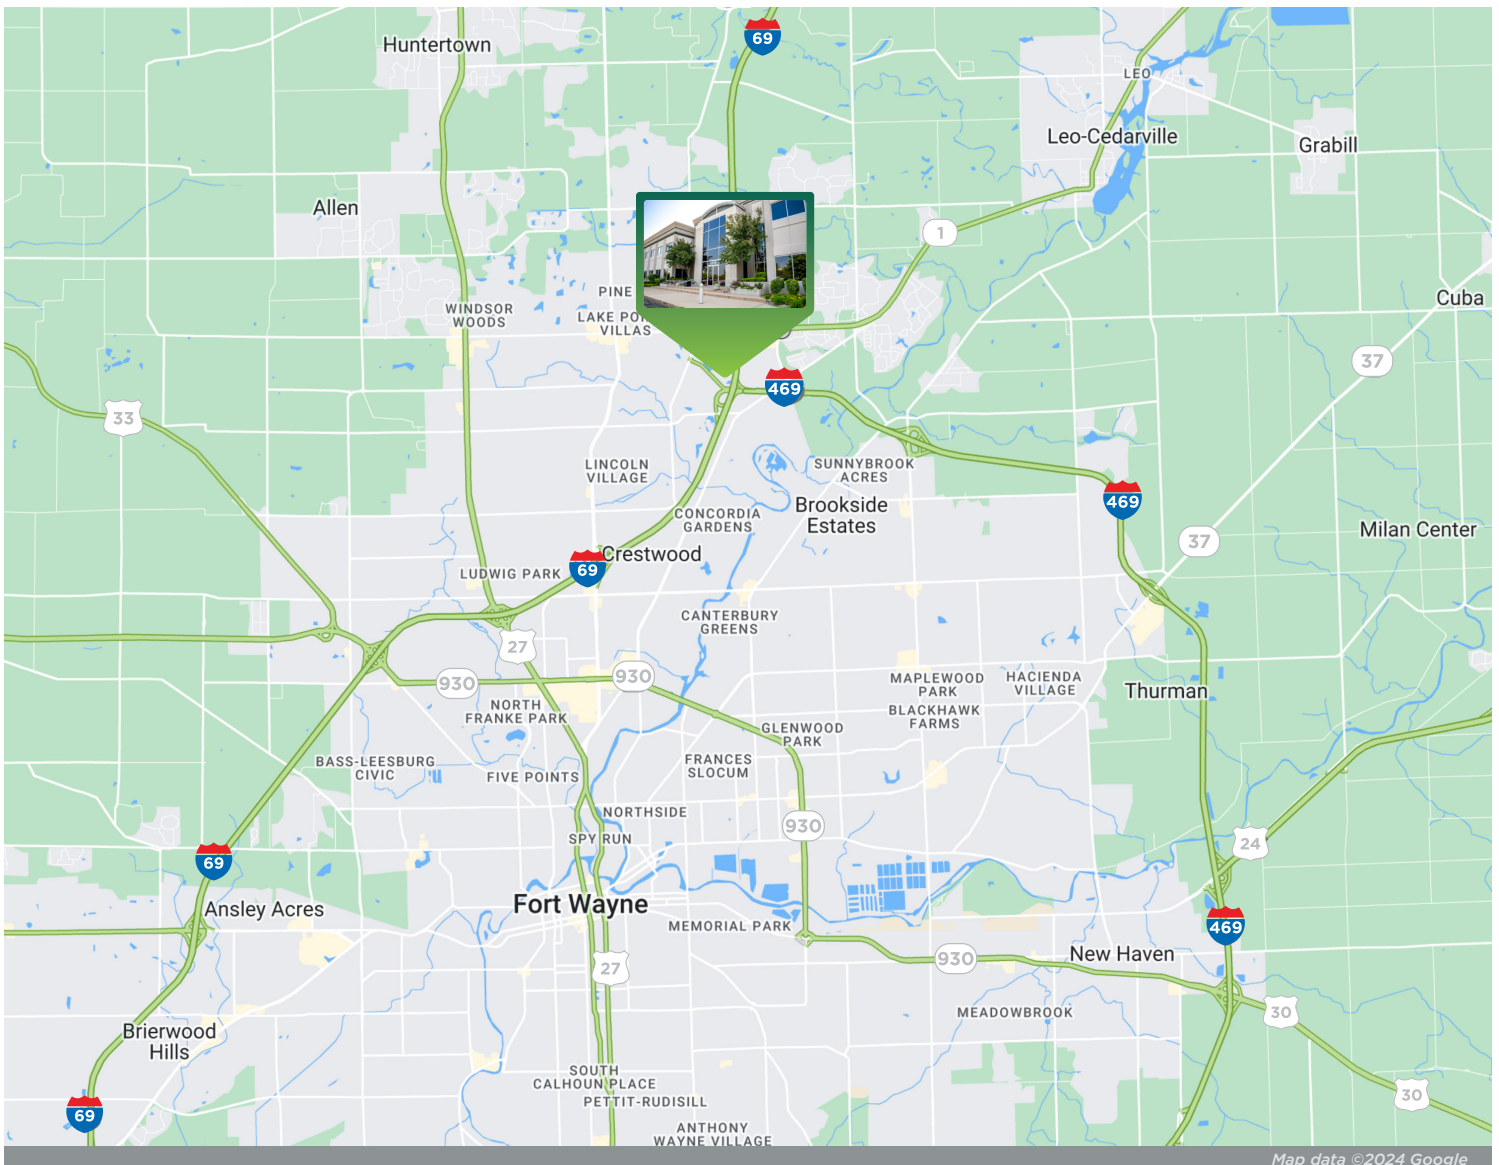 69
Huntertown
LEO
Leo-Cedarville
Grabill
Allen
1
PINE
LAKE PO
VILLAS
WINDSOR
WOODS
Cuba
37
469
33
LINCOLN
VILLAGE
SUNNYBROOK
ACRES
469
Brookside
Estates
CONCORDIA
GARDENS
Milan Center
37
Crestwood
69
LUDWIG PARK
CANTERBURY
GREENS
27
930
930
MAPLEWOOD
PARK
HACIENDA
VILLAGE
Thurman
NORTH
FRANKE PARK
BLACKHAWK
FARMS
GLENWOOD
PARK
BASS-LEESBURG
CIVIC
FIVE POINTS
FRANCES
SLOCUM
NORTHSIDE
930
SPY RUN
24
69
Fort Wayne
Ansley Acres
MEMORIAL PARK
469
930
New Haven
27
MEADOWBROOK
30
Brierwood
Hills
SOUTH
CALHOUN PLACE
PETTIT-RUDISILL
30
69
ANTHONY
WAYNE VILLAGE
Map data ©2024 Google